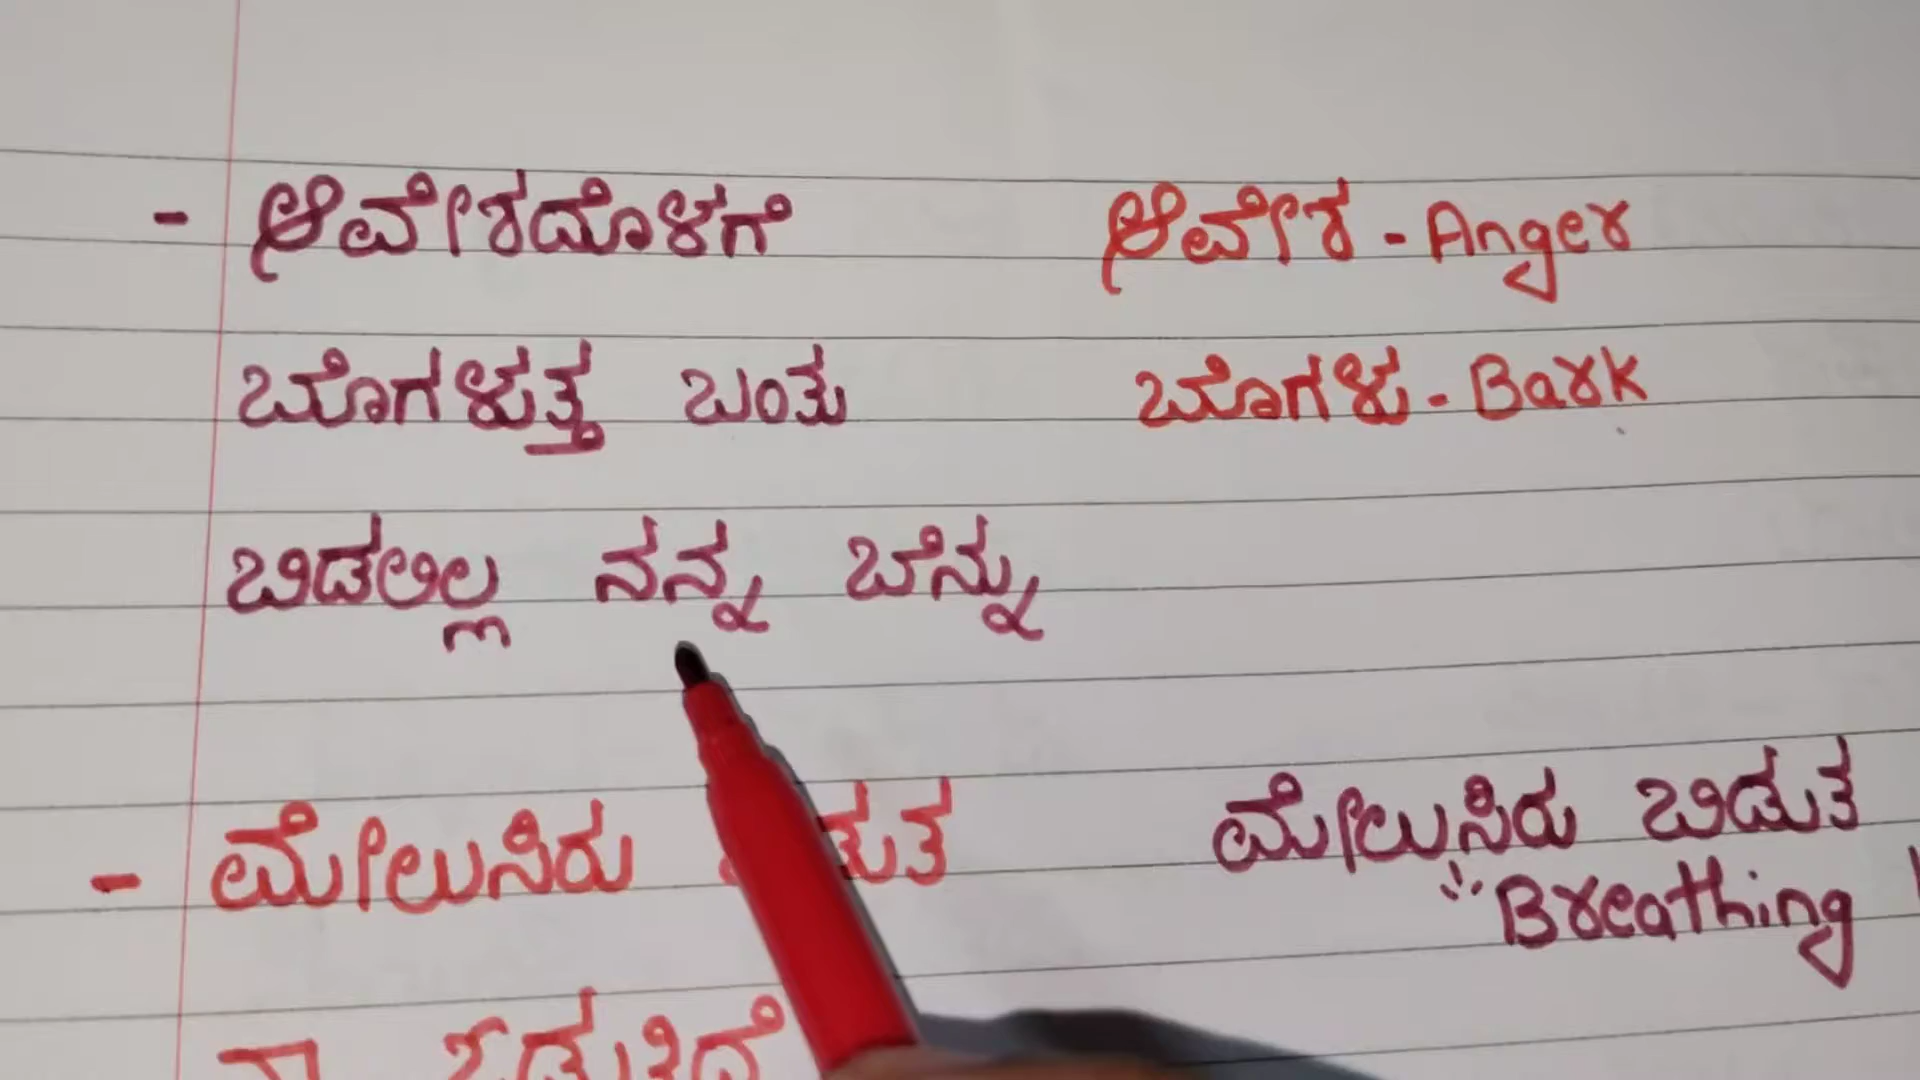 - ಆವೇಶದೊಳಗೆ ಆವೇಶ - Anger
ಬೊಗಳುತ್ತ ಬಂತು ಬೊಗಳು - Bark
ಬಿಡಲಿಲ್ಲ ನನ್ನ ಬೆನ್ನು
- ಮೇಲುಸಿರು ಮೇಲುಸಿರು ಬಿಡುತ
Breathing